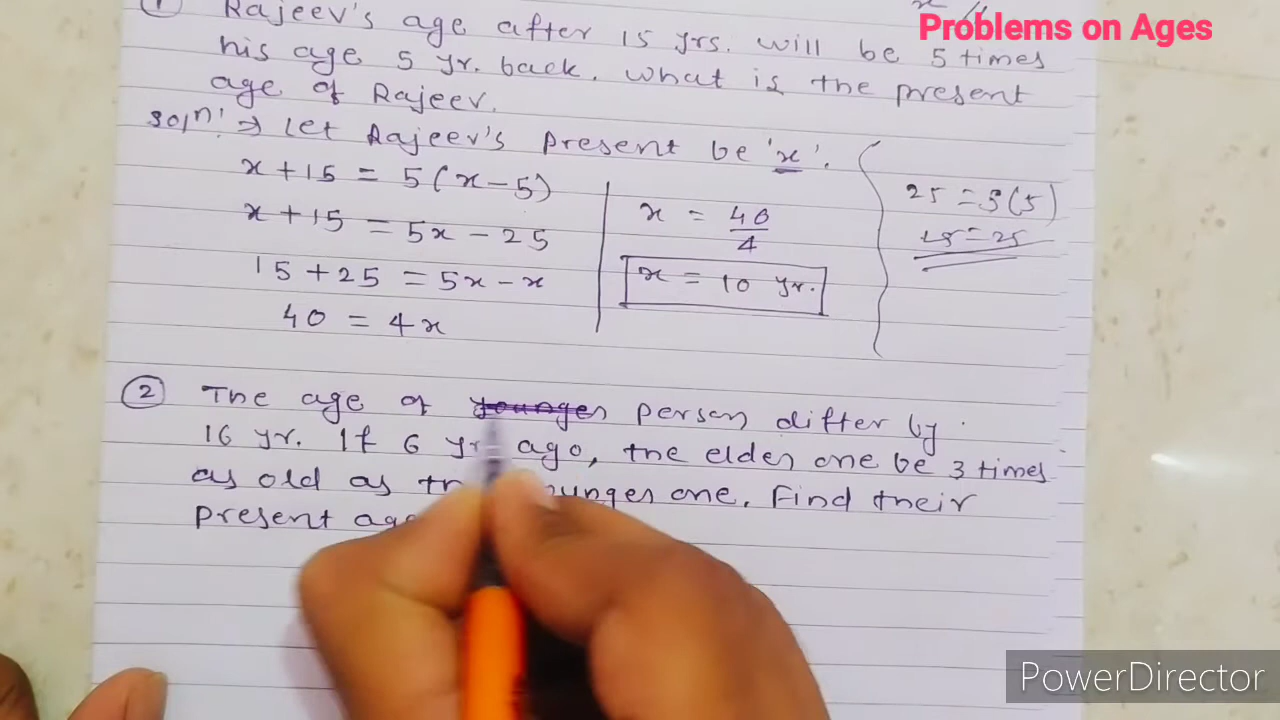 Problems on Ages
① Rajeev's age after 15 yrs. will be 5 times
his age 5 yr. back. what is the present
age of Rajeev.
soln: ⇒ Let Rajeev's present be 'x'.
x + 15 = 5(x - 5)
x + 15 = 5x - 25
15 + 25 = 5x - x
40 = 4x
x = 40/4
x = 10 yr.
25 = 5(5)
25 = 25
② The age of younger person differ by
16 yr. If 6 yr ago, the elder one be 3 times
as old as younger one. Find their
present
PowerDirector